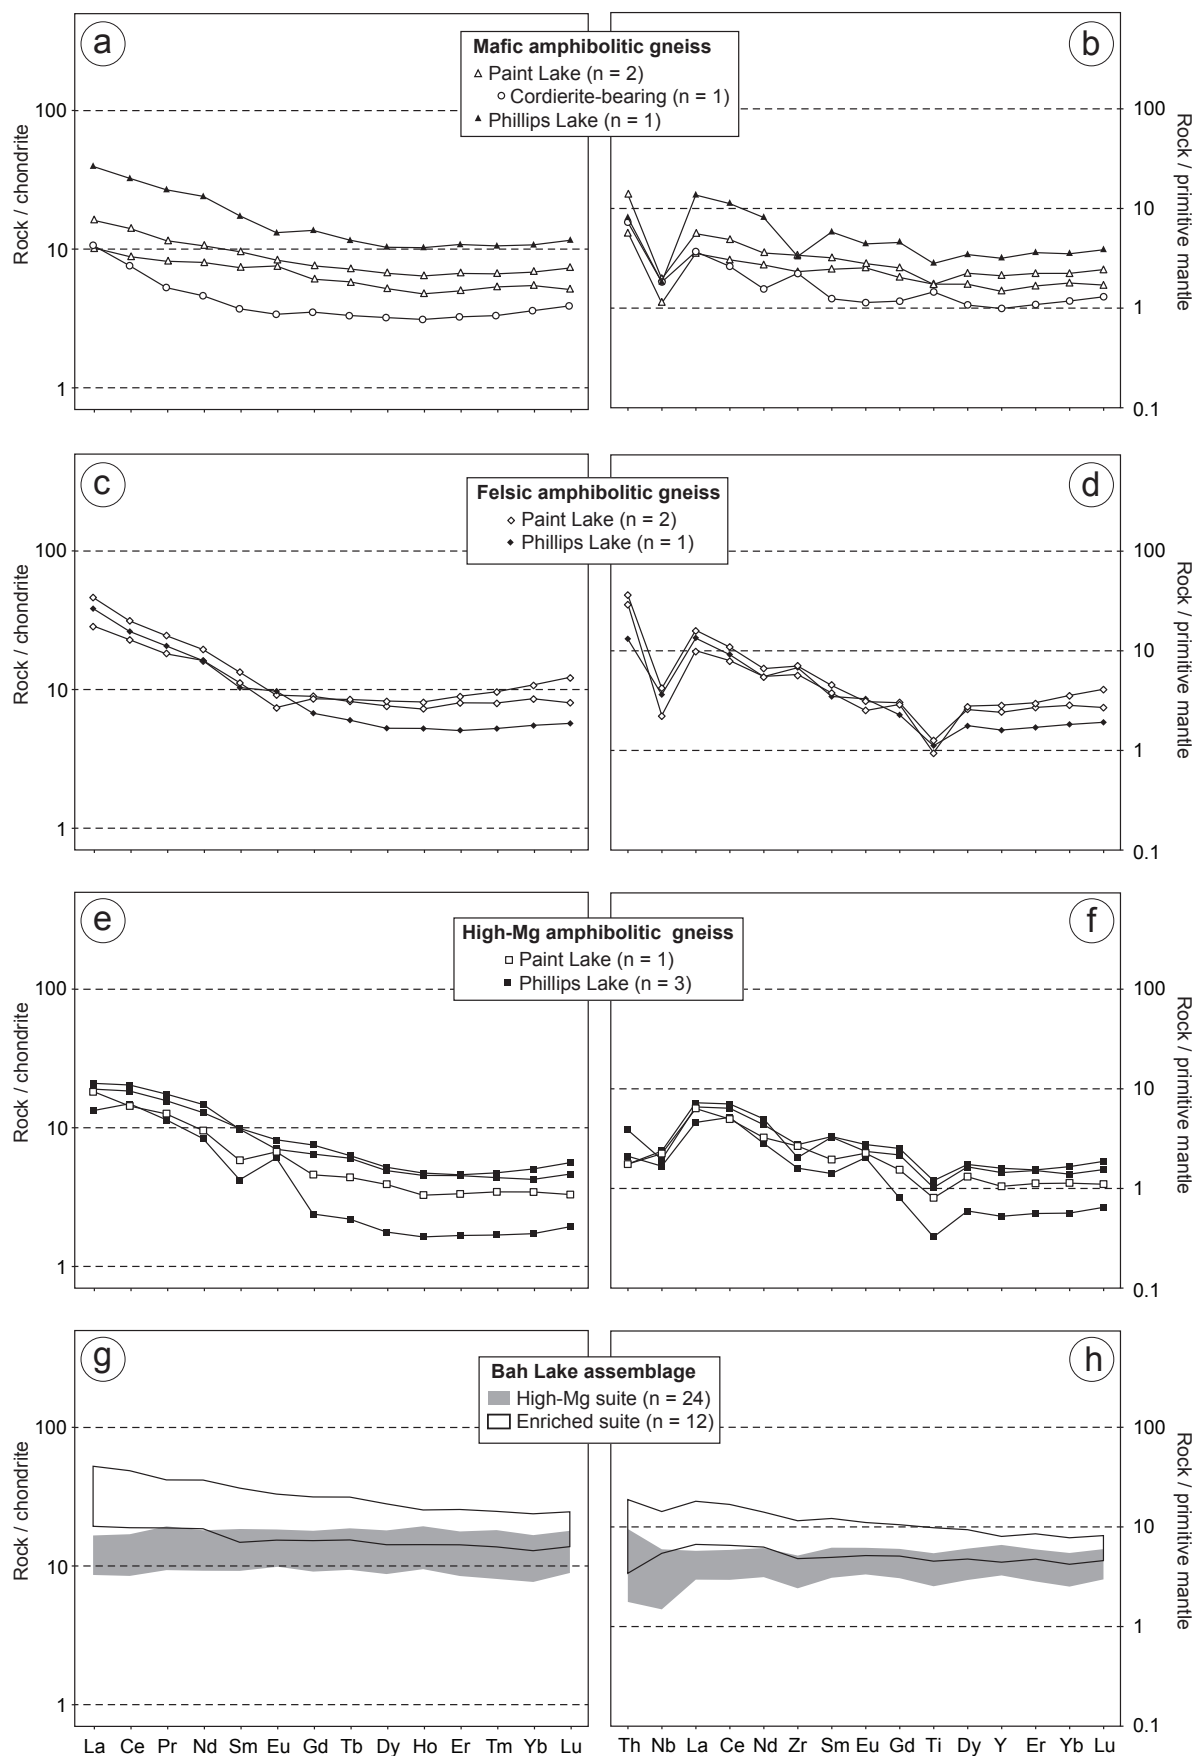 a
b
Mafic amphibolitic gneiss
Paint Lake (n = 2)
Cordierite-bearing (n = 1)
Phillips Lake (n = 1)
100
10
1
Rock / chondrite
100
10
1
0.1
Rock / primitive mantle
c
d
Felsic amphibolitic gneiss
Paint Lake (n = 2)
Phillips Lake (n = 1)
100
10
1
Rock / chondrite
100
10
1
0.1
Rock / primitive mantle
e
f
High-Mg amphibolitic gneiss
Paint Lake (n = 1)
Phillips Lake (n = 3)
100
10
1
Rock / chondrite
100
10
1
0.1
Rock / primitive mantle
g
h
Bah Lake assemblage
High-Mg suite (n = 24)
Enriched suite (n = 12)
100
10
1
Rock / chondrite
100
10
1
0.1
Rock / primitive mantle
La Ce Pr Nd Sm Eu Gd Tb Dy Ho Er Tm Yb Lu
Th Nb La Ce Nd Zr Sm Eu Gd Ti Dy Y Er Yb Lu